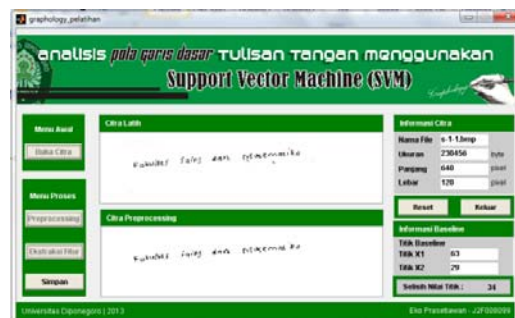 graphology_pelatihan
analisis pola garis dasar Tulisan Tangan menggunakan
Support Vector Machine (SVM)
Menu Awal
Buka Citra
Menu Proses
Preprocessing
Ekstraksi Fitur
Simpan
Citra Latih
Fakultas Sains dan Matematika
Citra Preprocessing
Fakultas Sains dan Matematika
Informasi Citra
Nama File s-1-1.bmp
Ukuran 230456 byte
Panjang 640 pixel
Lebar 120 pixel
Reset Keluar
Informasi Baseline
Titik Baseline
Titik X1 63
Titik X2 29
Selisih Nilai Titik : 34
Universitas Diponegoro | 2013
Eko Prasetiawan - J2F008099